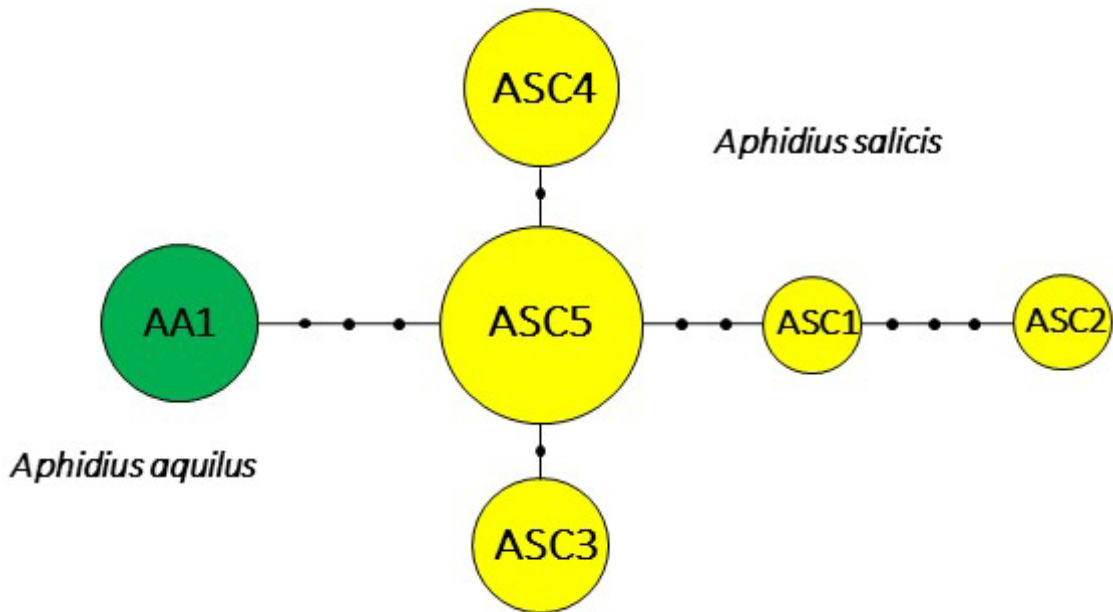 ASC4
Aphidius salicis
AA1
ASC5
ASC1
ASC2
Aphidius aquilus
ASC3